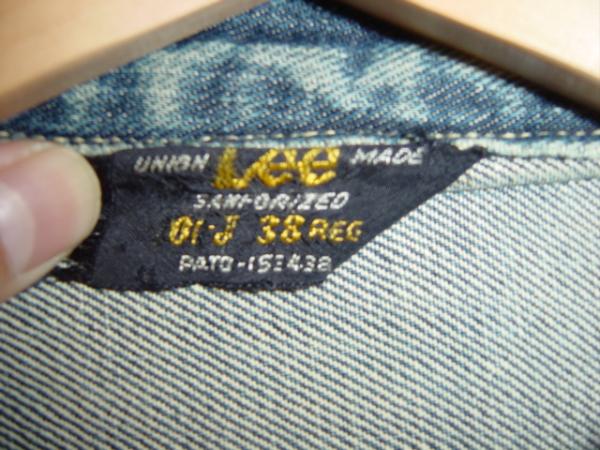 UNION Lee MADE
SANFORIZED
101-J 38 REG
PATD-153438